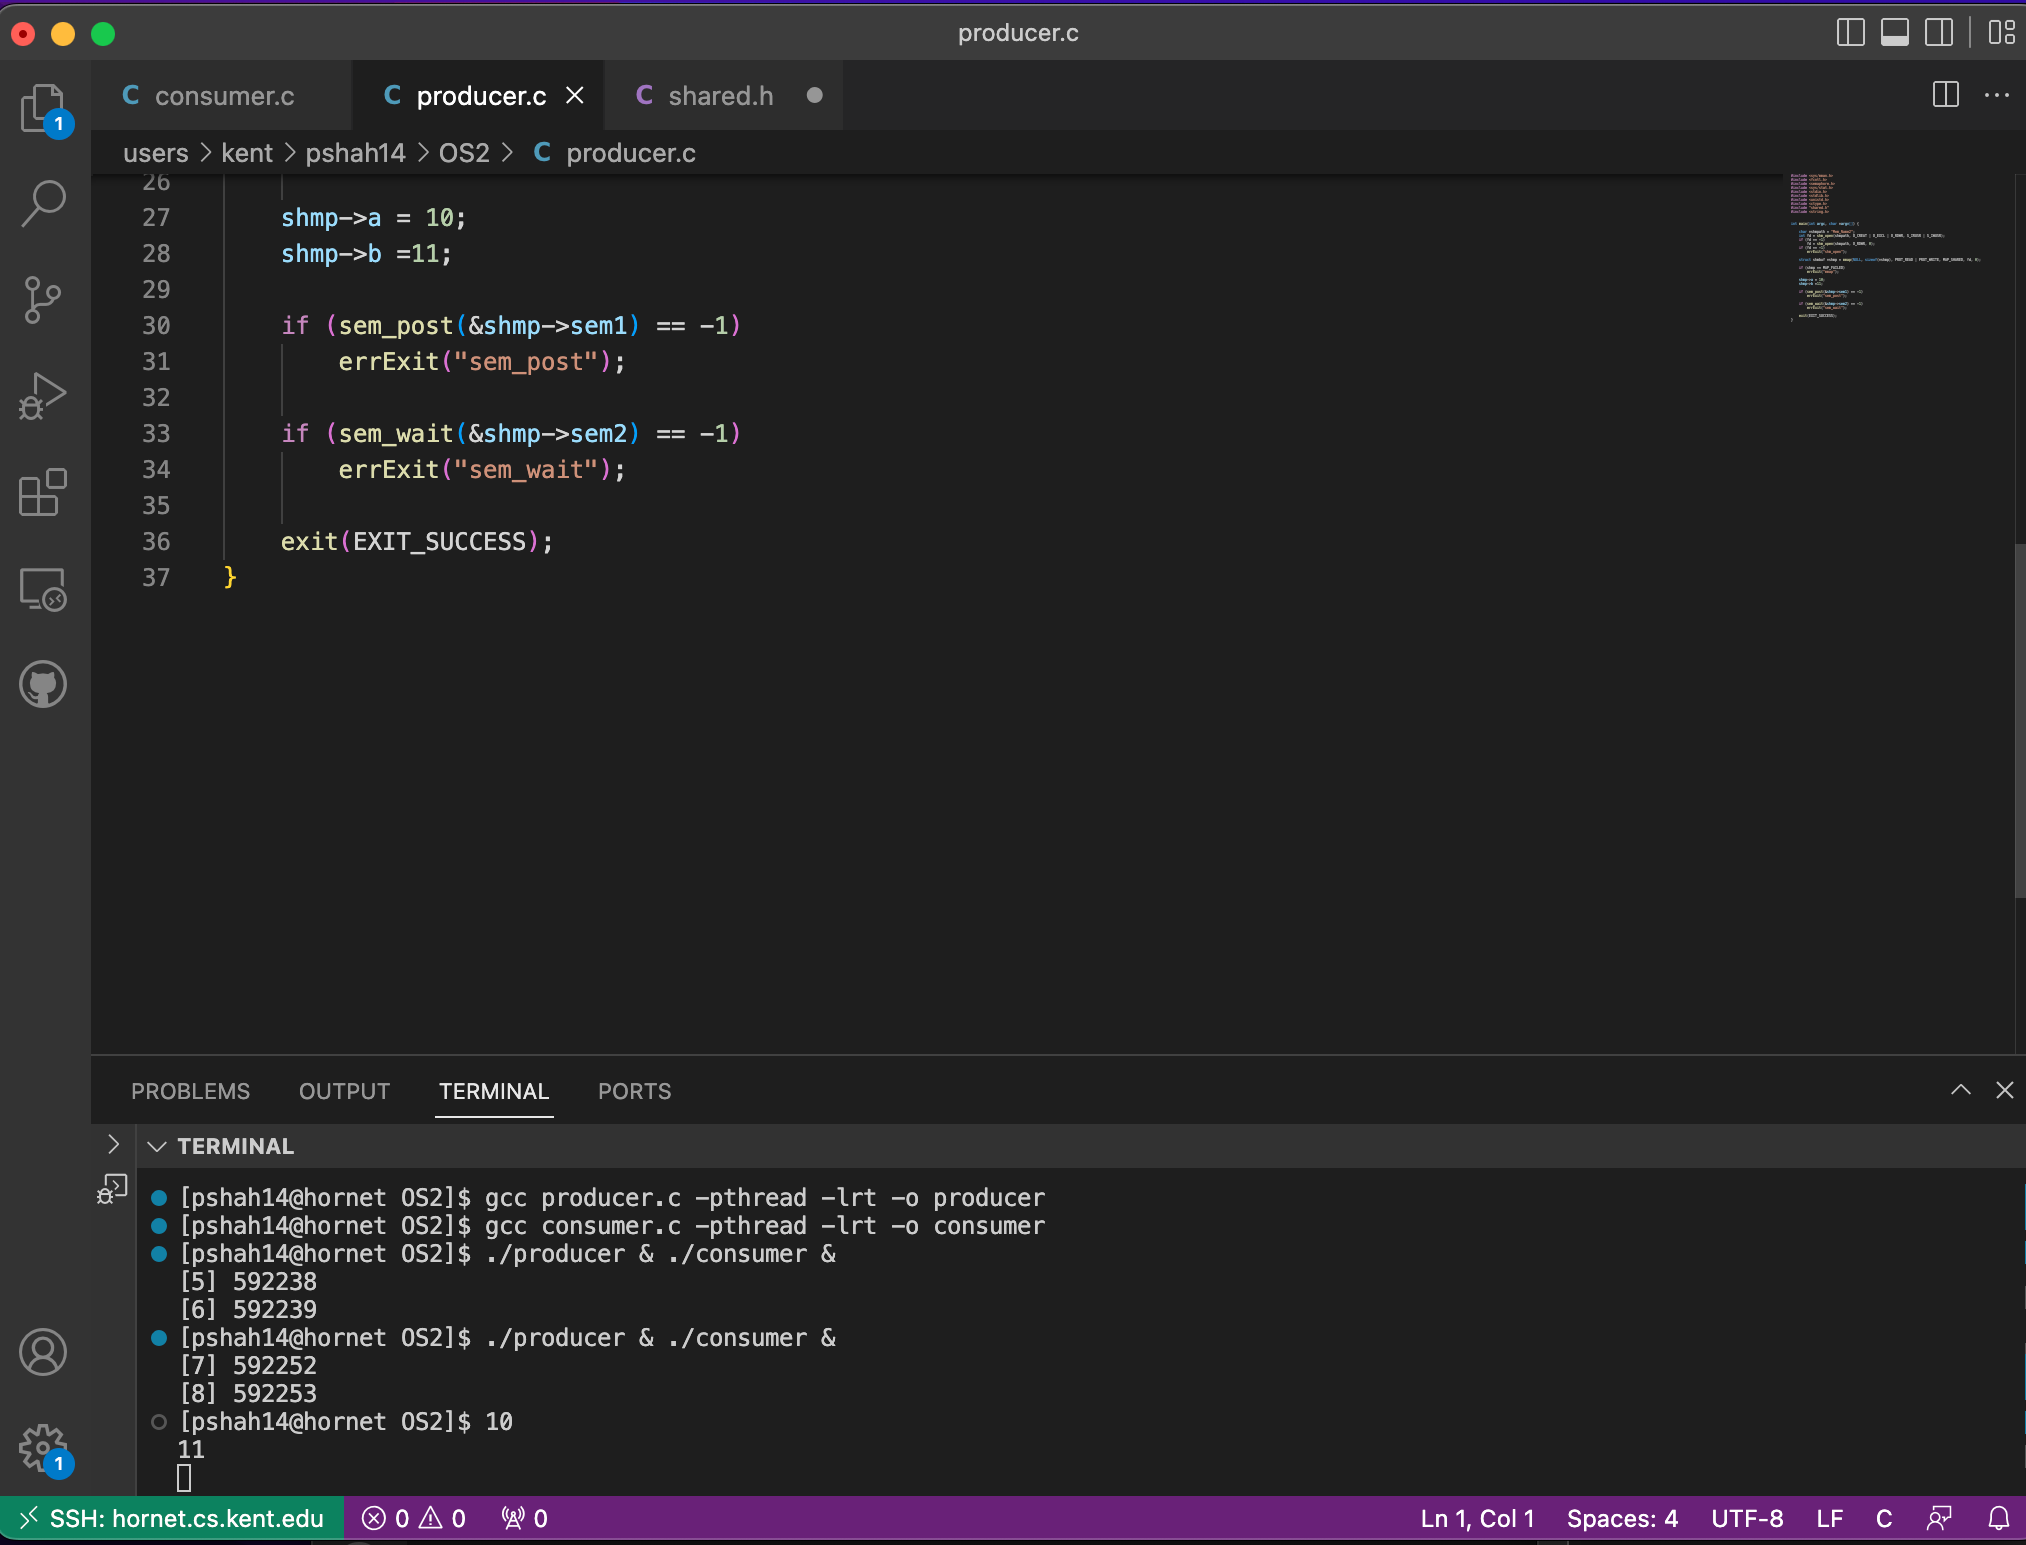 producer.c
consumer.c
producer.c
shared.h
users > kent > pshah14 > OS2 > C producer.c
26
27 shmp->a = 10;
28 shmp->b =11;
29
30 if (sem_post(&shmp->sem1) == -1)
31 errExit("sem_post");
32
33 if (sem_wait(&shmp->sem2) == -1)
34 errExit("sem_wait");
35
36 exit(EXIT_SUCCESS);
37 }
PROBLEMS OUTPUT TERMINAL PORTS
TERMINAL
[pshah14@hornet OS2]$ gcc producer.c -pthread -lrt -o producer
[pshah14@hornet OS2]$ gcc consumer.c -pthread -lrt -o consumer
[pshah14@hornet OS2]$ ./producer & ./consumer &
[5] 592238
[6] 592239
[pshah14@hornet OS2]$ ./producer & ./consumer &
[7] 592252
[8] 592253
[pshah14@hornet OS2]$ 10
11
1
1
SSH: hornet.cs.kent.edu 0 0 0 Ln 1, Col 1 Spaces: 4 UTF-8 LF C